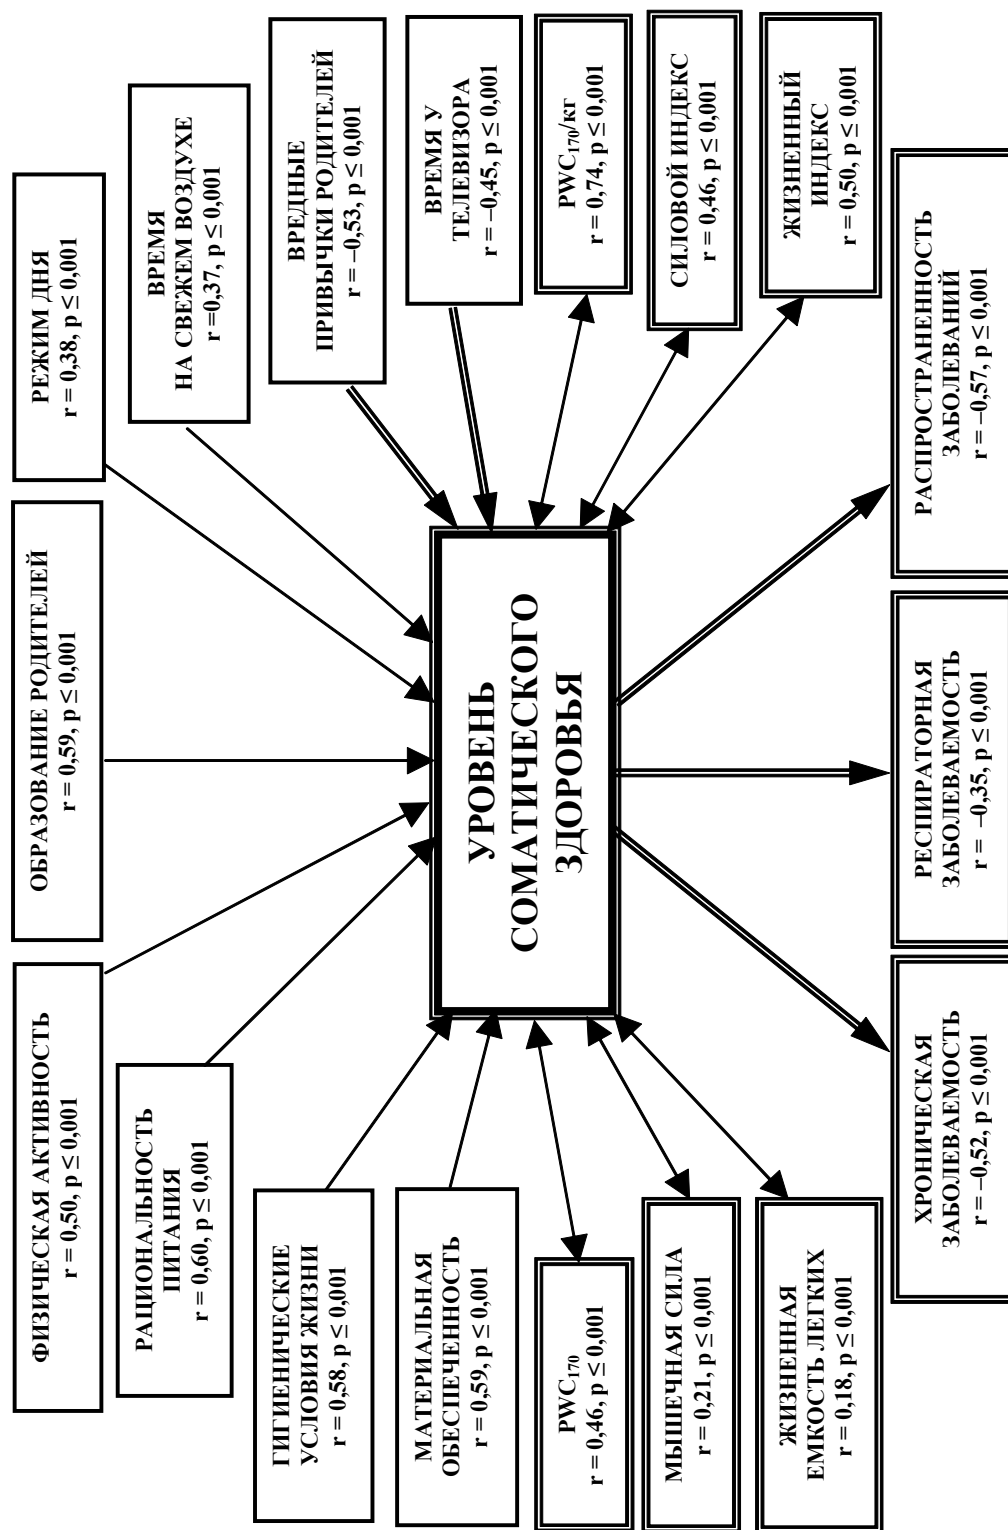 ФИЗИЧЕСКАЯ АКТИВНОСТЬ
r = 0,50, p ≤ 0,001
ОБРАЗОВАНИЕ РОДИТЕЛЕЙ
r = 0,59, p ≤ 0,001
РЕЖИМ ДНЯ
r = 0,38, p ≤ 0,001
РАЦИОНАЛЬНОСТЬ
ПИТАНИЯ
r = 0,60, p ≤ 0,001
ВРЕМЯ
НА СВЕЖЕМ ВОЗДУХЕ
r =0,37, p ≤ 0,001
ГИГИЕНИЧЕСКИЕ
УСЛОВИЯ ЖИЗНИ
r = 0,58, p ≤ 0,001
ВРЕДНЫЕ
ПРИВЫЧКИ РОДИТЕЛЕЙ
r = –0,53, p ≤ 0,001
МАТЕРИАЛЬНАЯ
ОБЕСПЕЧЕННОСТЬ
r = 0,59, p ≤ 0,001
УРОВЕНЬ
СОМАТИЧЕСКОГО
ЗДОРОВЬЯ
ВРЕМЯ У
ТЕЛЕВИЗОРА
r = –0,45, p ≤ 0,001
PWC170
r = 0,46, p ≤ 0,001
PWC170/кг
r = 0,74, p ≤ 0,001
МЫШЕЧНАЯ СИЛА
r = 0,21, p ≤ 0,001
СИЛОВОЙ ИНДЕКС
r = 0,46, p ≤ 0,001
ЖИЗНЕННАЯ
ЕМКОСТЬ ЛЕГКИХ
r = 0,18, p ≤ 0,001
ЖИЗНЕННЫЙ
ИНДЕКС
r = 0,50, p ≤ 0,001
ХРОНИЧЕСКАЯ
ЗАБОЛЕВАЕМОСТЬ
r = –0,52, p ≤ 0,001
РЕСПИРАТОРНАЯ
ЗАБОЛЕВАЕМОСТЬ
r = –0,35, p ≤ 0,001
РАСПРОСТРАНЕННОСТЬ
ЗАБОЛЕВАНИЙ
r = –0,57, p ≤ 0,001